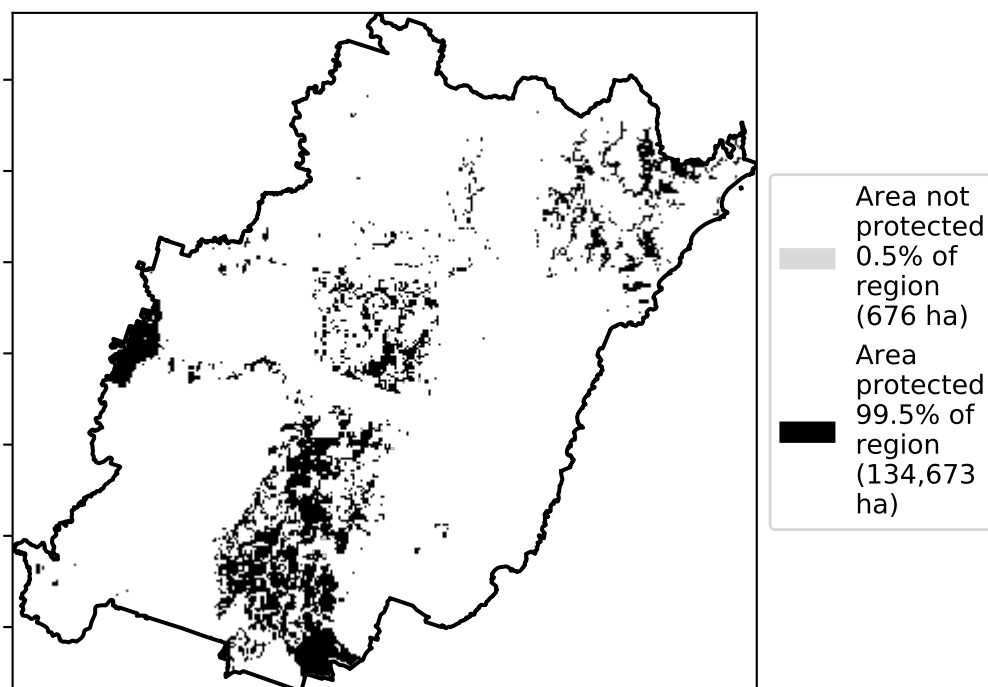 Area not
protected
0.5% of
region
(676 ha)
Area
protected
99.5% of
region
(134,673
ha)